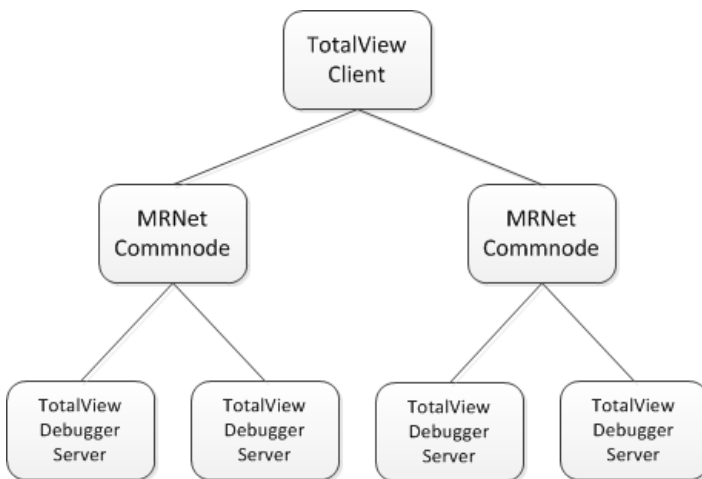 TotalView
Client
MRNet
Commnode
MRNet
Commnode
TotalView
Debugger
Server
TotalView
Debugger
Server
TotalView
Debugger
Server
TotalView
Debugger
Server